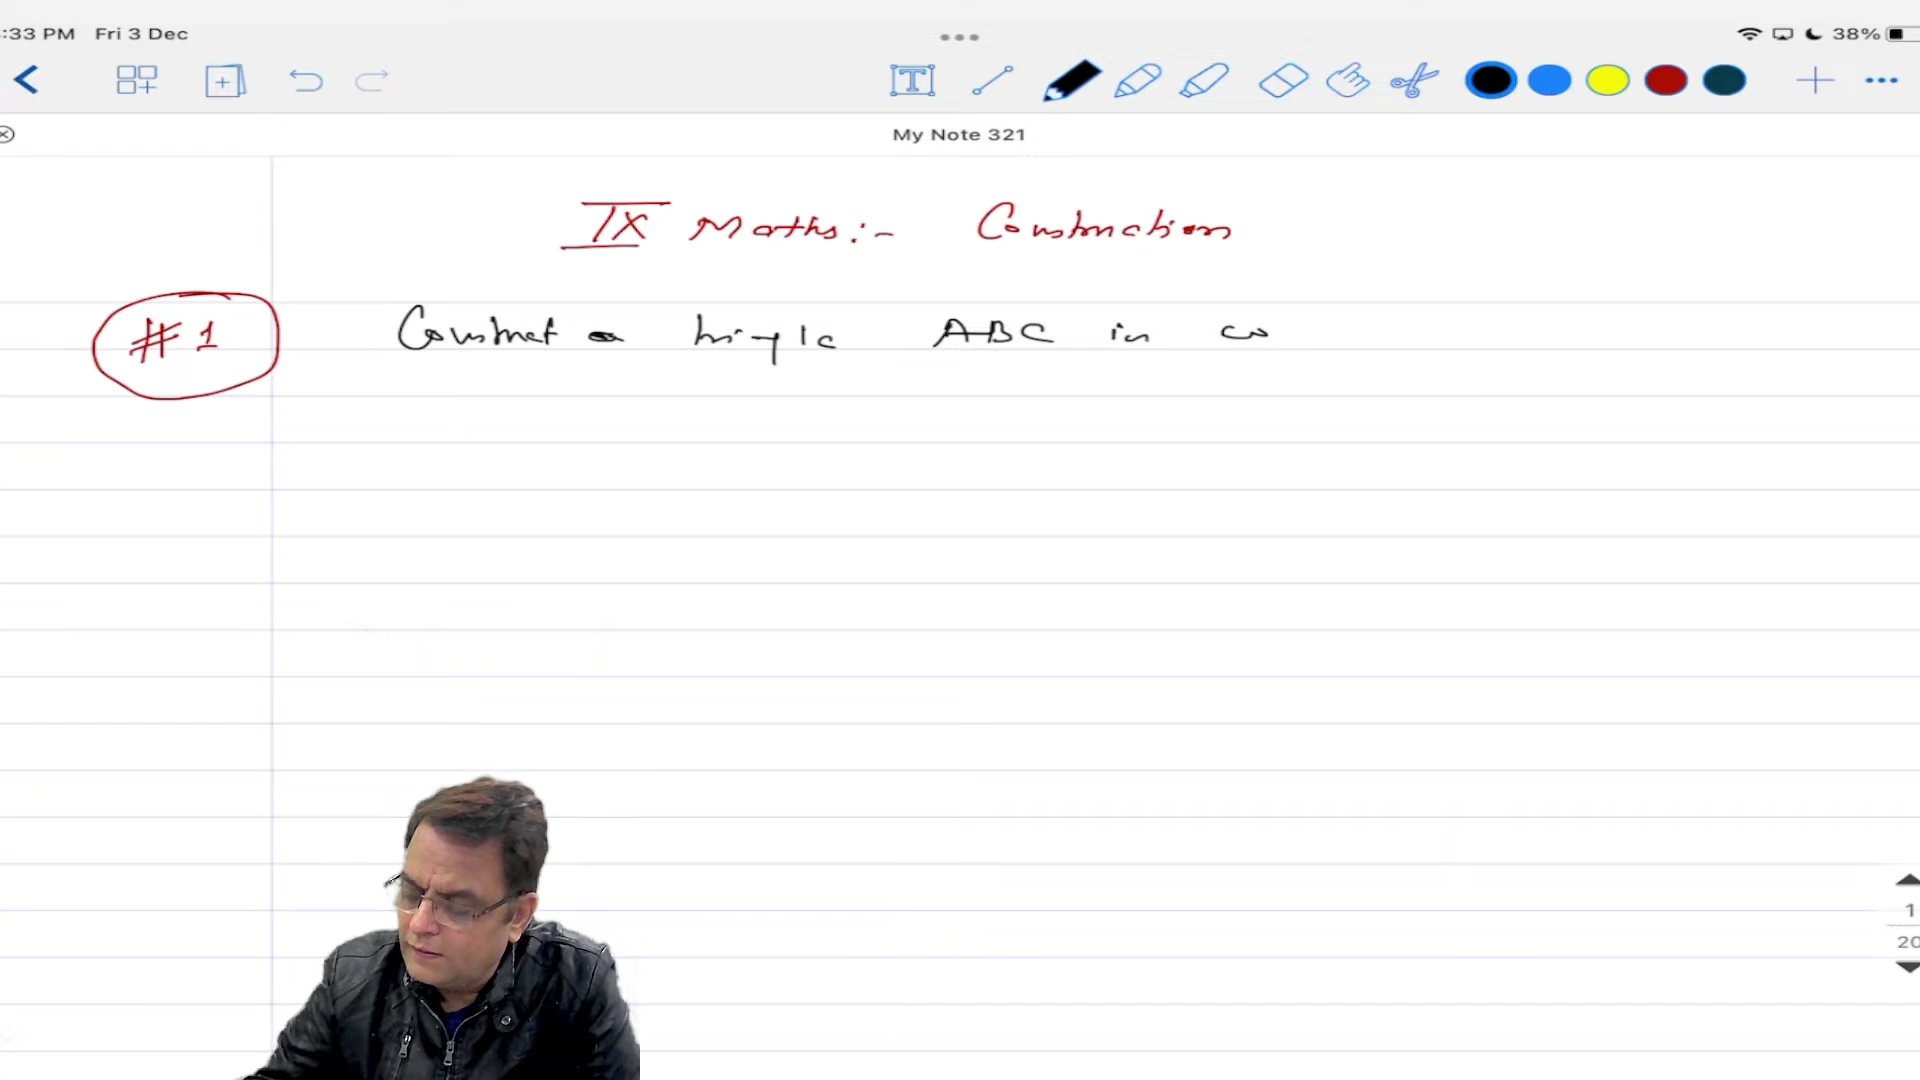 :33 PM Fri 3 Dec
38%
T
My Note 321
IX Maths:- Construction
#1 Construct a triangle ABC in w
1
20